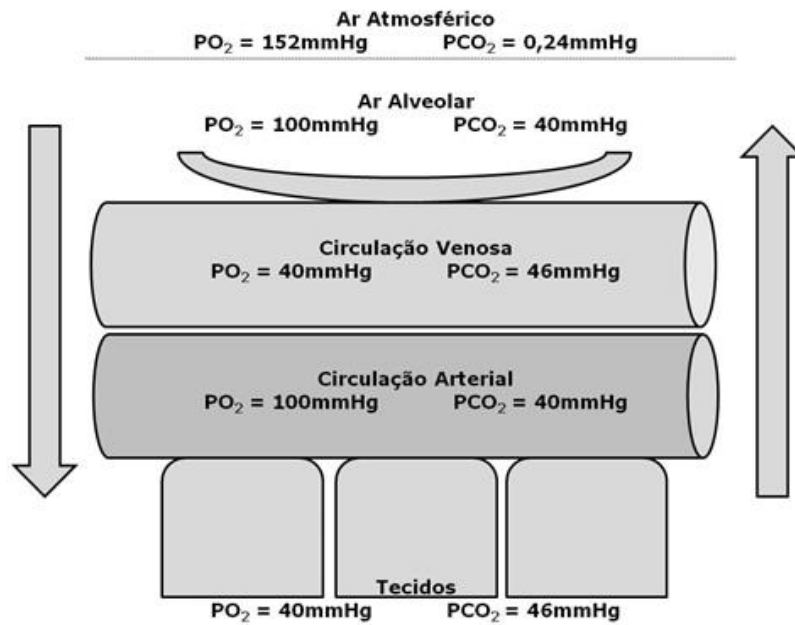 Ar Atmosférico
PO₂ = 152mmHg PCO₂ = 0,24mmHg
Ar Alveolar
PO₂ = 100mmHg PCO₂ = 40mmHg
Circulação Venosa
PO₂ = 40mmHg PCO₂ = 46mmHg
Circulação Arterial
PO₂ = 100mmHg PCO₂ = 40mmHg
Tecidos
PO₂ = 40mmHg PCO₂ = 46mmHg